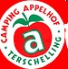 CAMPING APPELHOF
a
• TERSCHELLING •